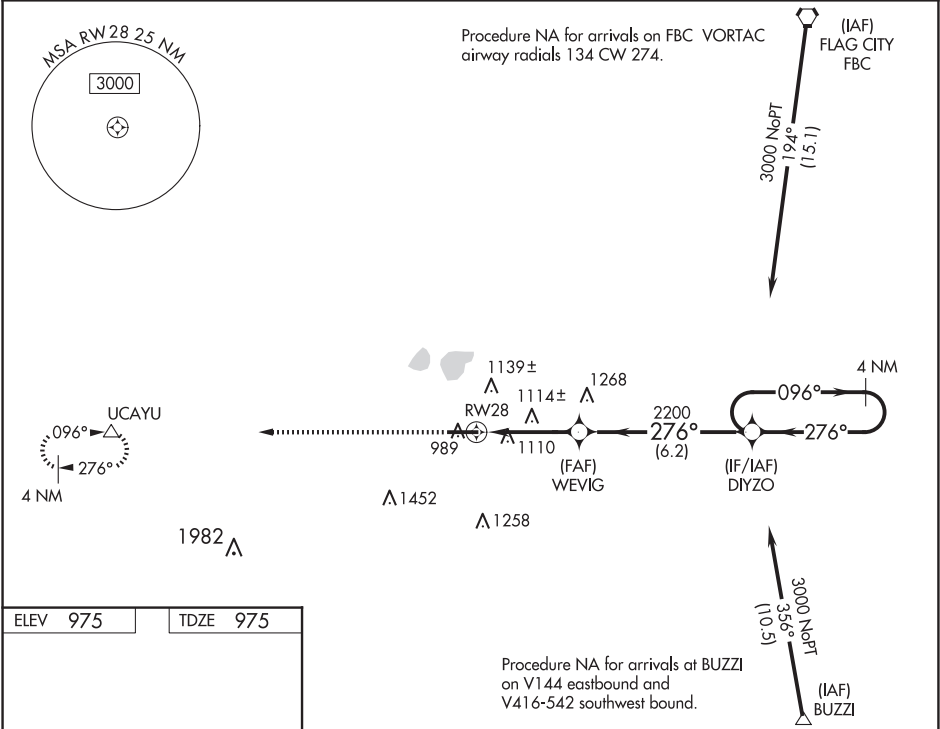 MSA RW 28 25 NM
3000
Procedure NA for arrivals on FBC VORTAC
airway radials 134 CW 274.
(IAF)
FLAG CITY
FBC
3000 NoPT
194°
(15.1)
1139±
1114±
1268
4 NM
096°
RW28
2200
276°
(6.2)
276°
989
1110
(FAF)
WEVIG
(IF/IAF)
DIYZO
UCAYU
096°
276°
4 NM
1452
1258
1982
3000 NoPT
356°
(10.5)
ELEV 975
TDZE 975
Procedure NA for arrivals at BUZZI
on V144 eastbound and
V416-542 southwest bound.
(IAF)
BUZZI